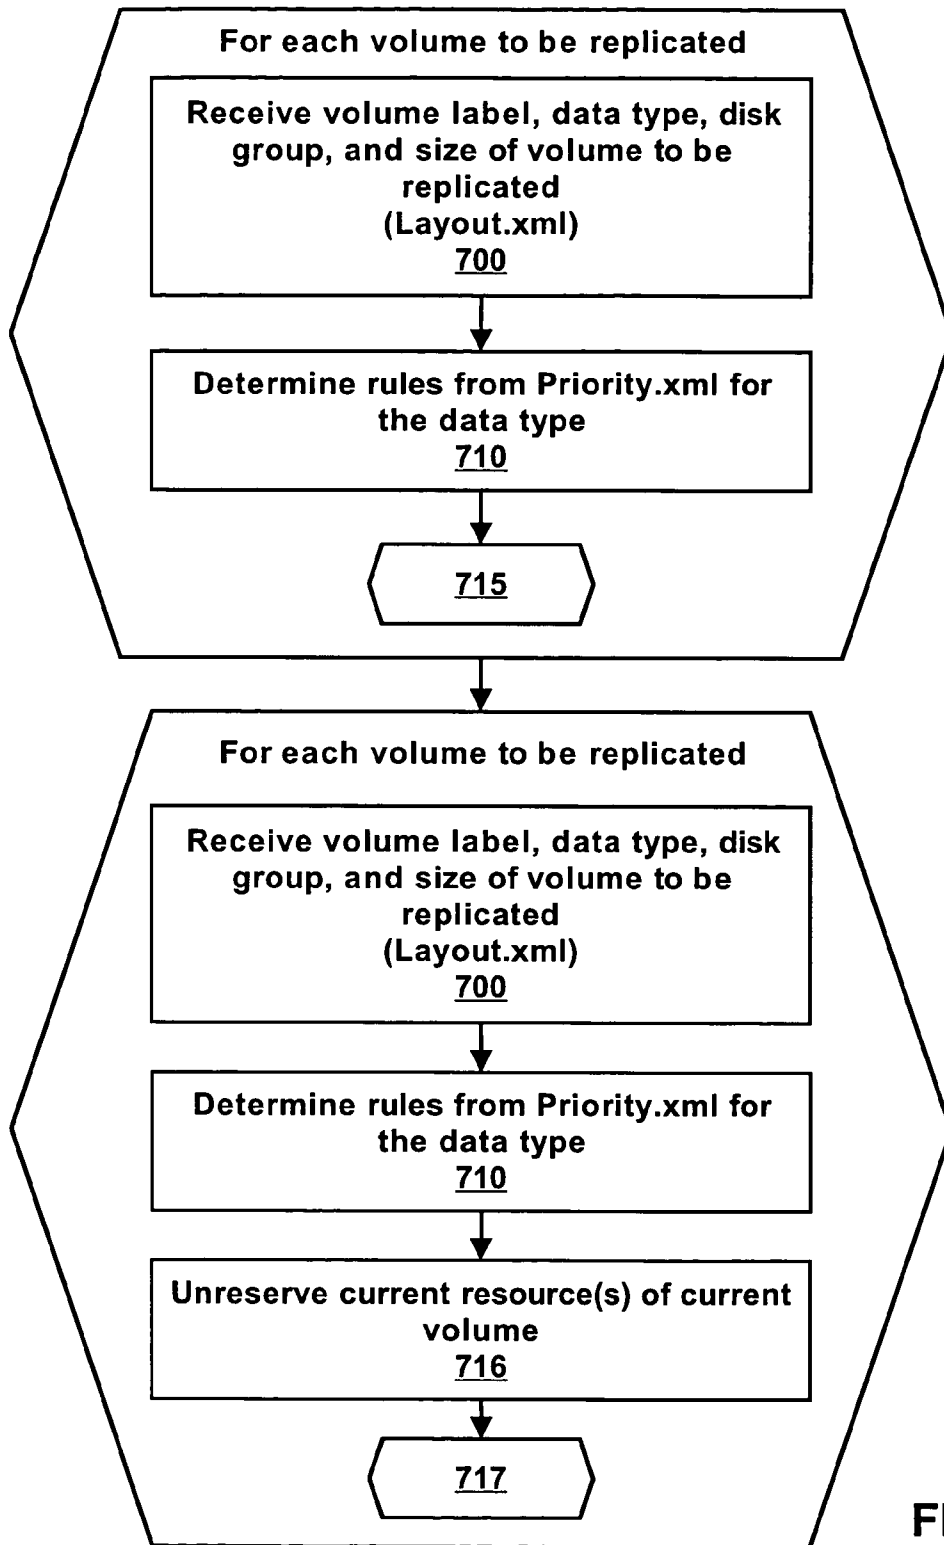 For each volume to be replicated
Receive volume label, data type, disk
group, and size of volume to be
replicated
(Layout.xml)
700
Determine rules from Priority.xml for
the data type
710
715
For each volume to be replicated
Receive volume label, data type, disk
group, and size of volume to be
replicated
(Layout.xml)
700
Determine rules from Priority.xml for
the data type
710
Unreserve current resource(s) of current
volume
716
717